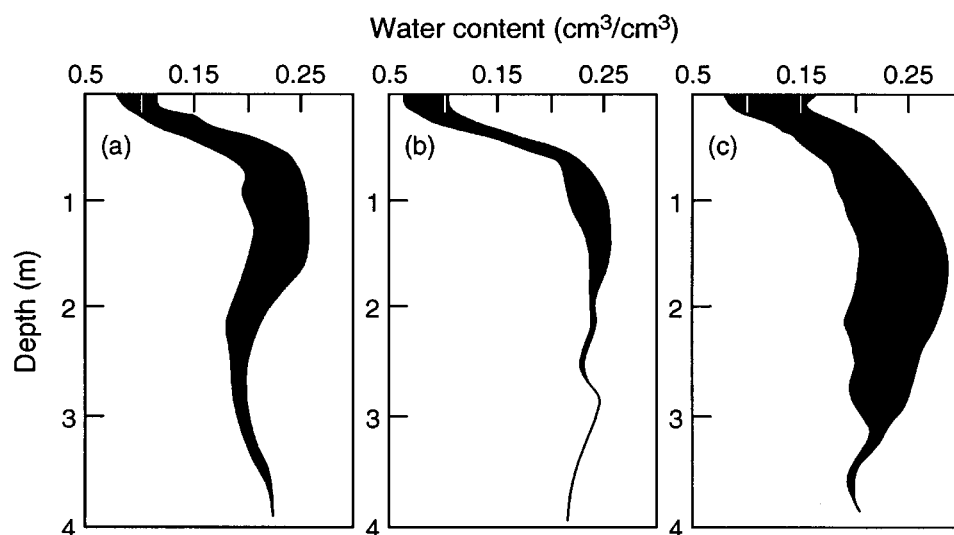 Water content (cm³/cm³)
0.5 0.15 0.25 0.5 0.15 0.25 0.5 0.15 0.25
(a) (b) (c)
Depth (m)
1 1 1
2 2 2
3 3 3
4 4 4